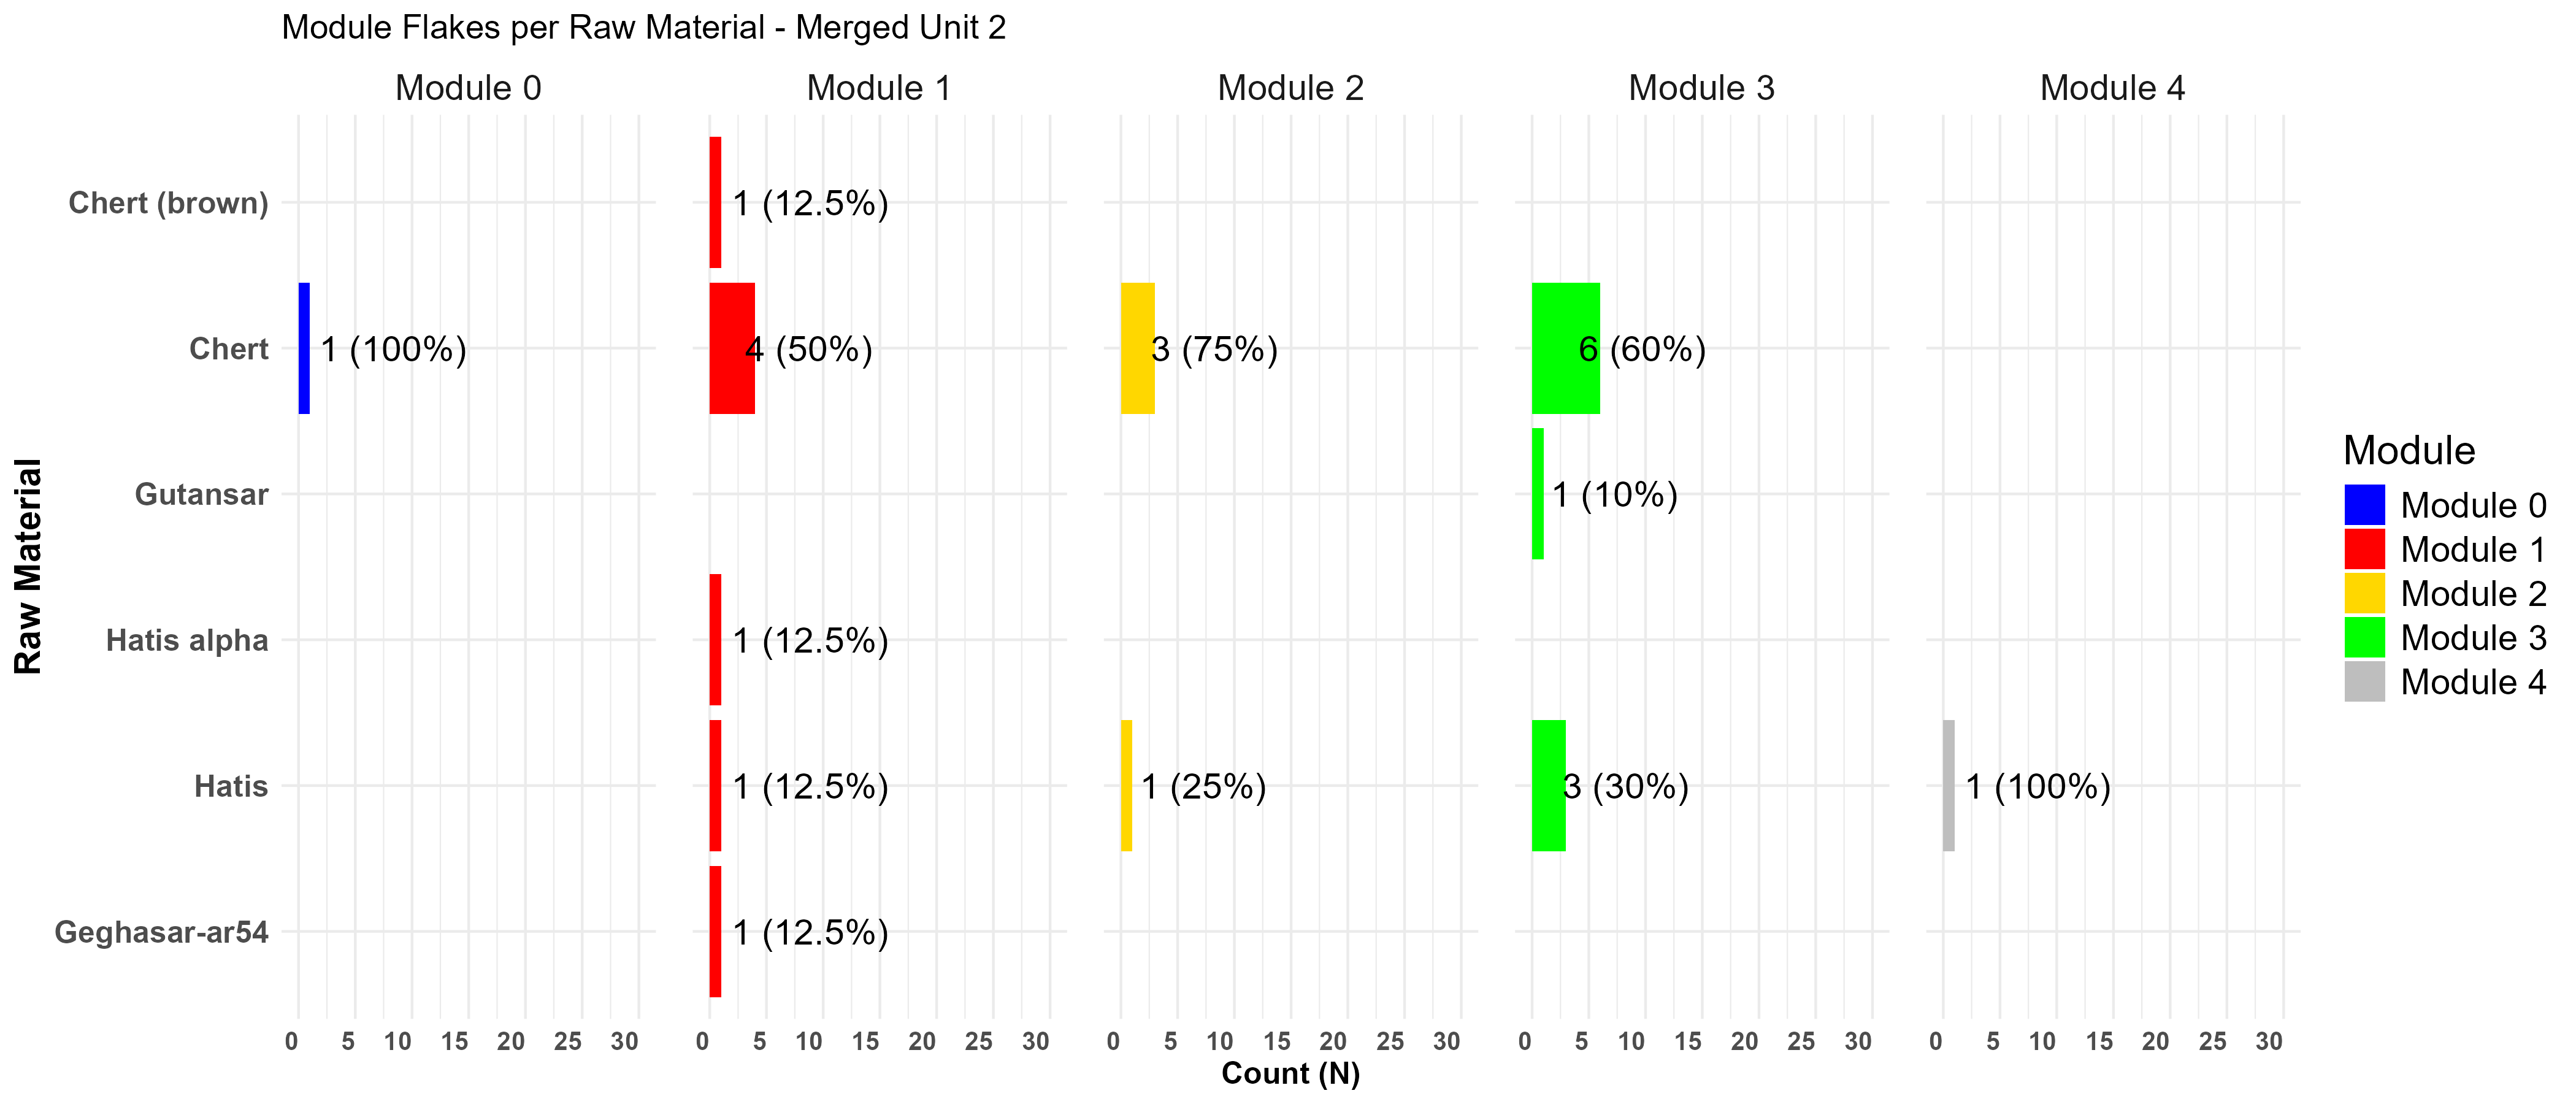 Module Flakes per Raw Material - Merged Unit 2
Module 0 Module 1 Module 2 Module 3 Module 4
Raw Material
Chert (brown) 1 (12.5%)
Chert 1 (100%) 4 (50%) 3 (75%) 6 (60%)
Gutansar 1 (10%)
Hatis alpha 1 (12.5%)
Hatis 1 (12.5%) 1 (25%) 3 (30%) 1 (100%)
Geghasar-ar54 1 (12.5%)
0 5 10 15 20 25 30 0 5 10 15 20 25 30 0 5 10 15 20 25 30 0 5 10 15 20 25 30 0 5 10 15 20 25 30
Count (N)
Module
Module 0
Module 1
Module 2
Module 3
Module 4